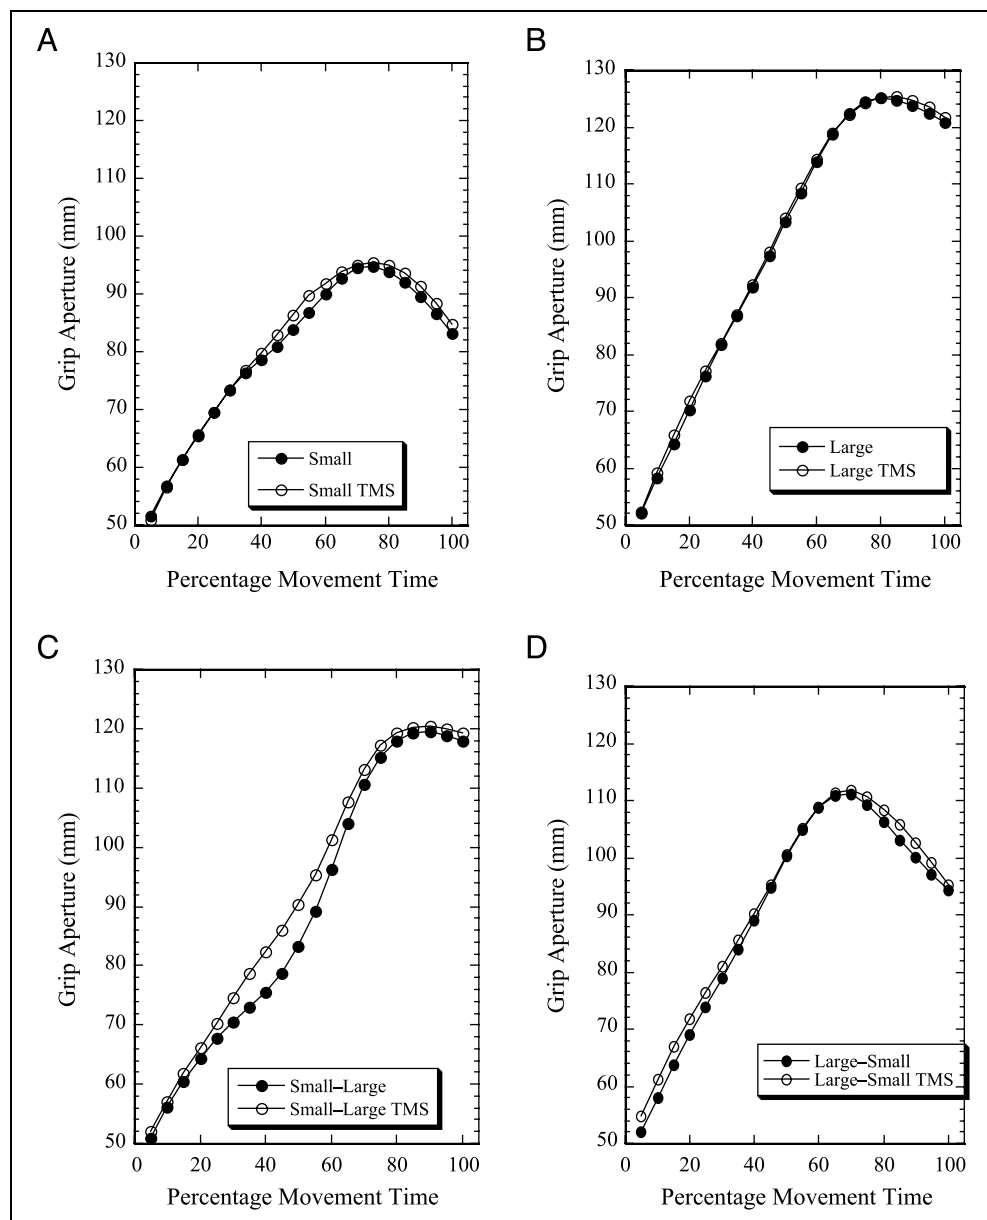 A
130
120
110
100
90
80
70
60
50
Grip Aperture (mm)
0 20 40 60 80 100
Percentage Movement Time
Small
Small TMS
B
130
120
110
100
90
80
70
60
50
Grip Aperture (mm)
0 20 40 60 80 100
Percentage Movement Time
Large
Large TMS
C
130
120
110
100
90
80
70
60
50
Grip Aperture (mm)
0 20 40 60 80 100
Percentage Movement Time
Small–Large
Small–Large TMS
D
130
120
110
100
90
80
70
60
50
Grip Aperture (mm)
0 20 40 60 80 100
Percentage Movement Time
Large–Small
Large–Small TMS